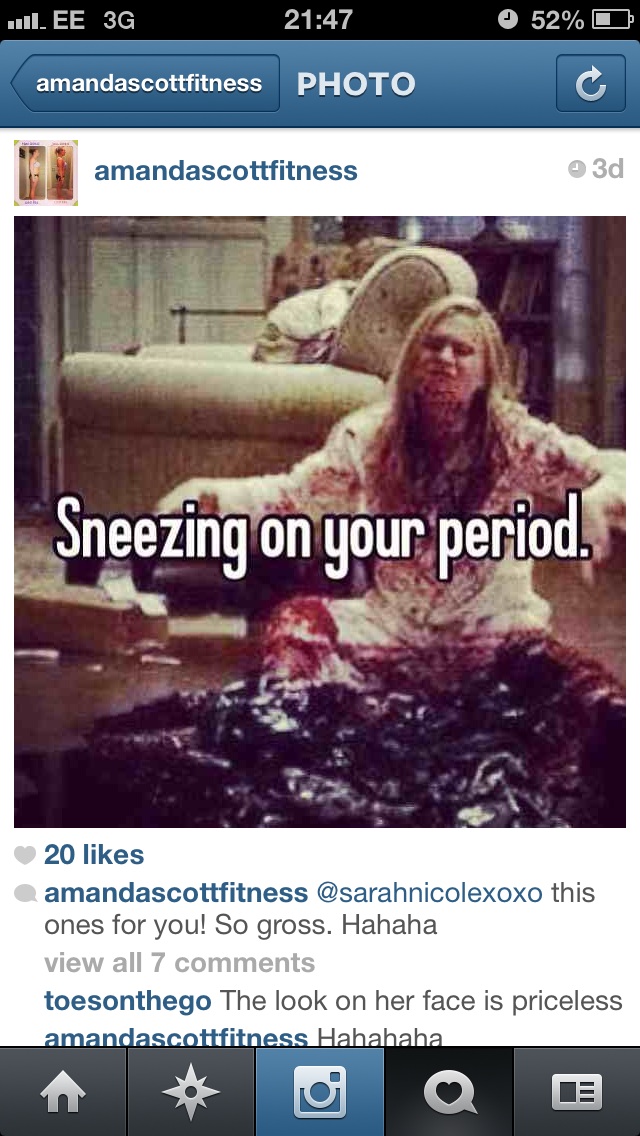 EE 3G 21:47 52%
amandascottfitness PHOTO
amandascottfitness 3d
Sneezing on your period.
20 likes
amandascottfitness @sarahnicolexoxo this
ones for you! So gross. Hahaha
view all 7 comments
toesonthego The look on her face is priceless
amandascottfitness Hahahaha